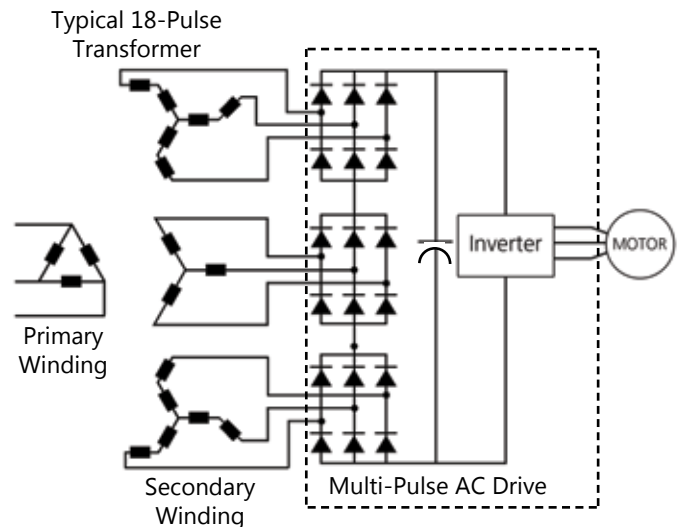 Typical 18-Pulse
Transformer
Inverter
MOTOR
Primary
Winding
Secondary
Winding
Multi-Pulse AC Drive